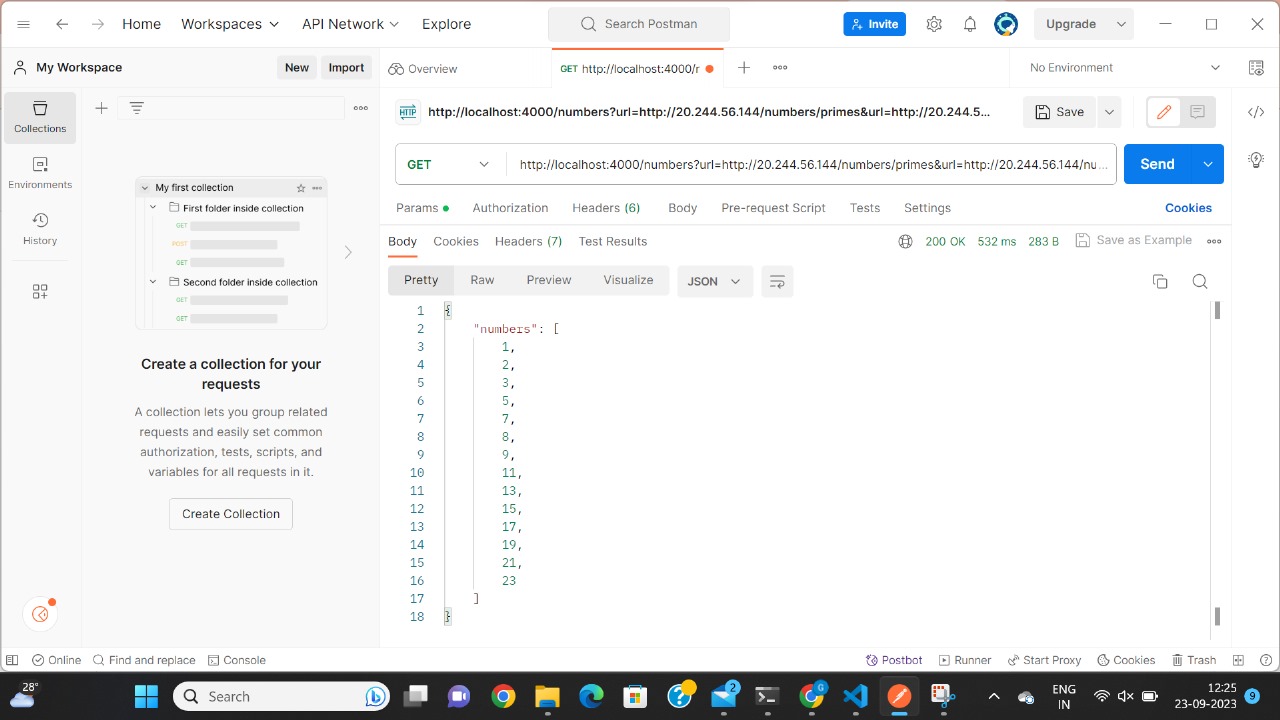 Home Workspaces API Network Explore Search Postman Invite Upgrade
My Workspace New Import Overview GET http://localhost:4000/r No Environment
Collections
Environments
History
My first collection
First folder inside collection
GET
POST
GET
Second folder inside collection
GET
GET
Create a collection for your
requests
A collection lets you group related
requests and easily set common
authorization, tests, scripts, and
variables for all requests in it.
Create Collection
HTTP http://localhost:4000/numbers?url=http://20.244.56.144/numbers/primes&url=http://20.244.5... Save
GET http://localhost:4000/numbers?url=http://20.244.56.144/numbers/primes&url=http://20.244.56.144/nu... Send
Params Authorization Headers (6) Body Pre-request Script Tests Settings Cookies
Body Cookies Headers (7) Test Results 200 OK 532 ms 283 B Save as Example
Pretty Raw Preview Visualize JSON
1 {
2 "numbers": [
3 1,
4 2,
5 3,
6 5,
7 7,
8 8,
9 9,
10 11,
11 13,
12 15,
13 17,
14 19,
15 21,
16 23
17 ]
18 }
Online Find and replace Console Postbot Runner Start Proxy Cookies Trash
28° Search 2 G ENG 12:25
IN 23-09-2023 9